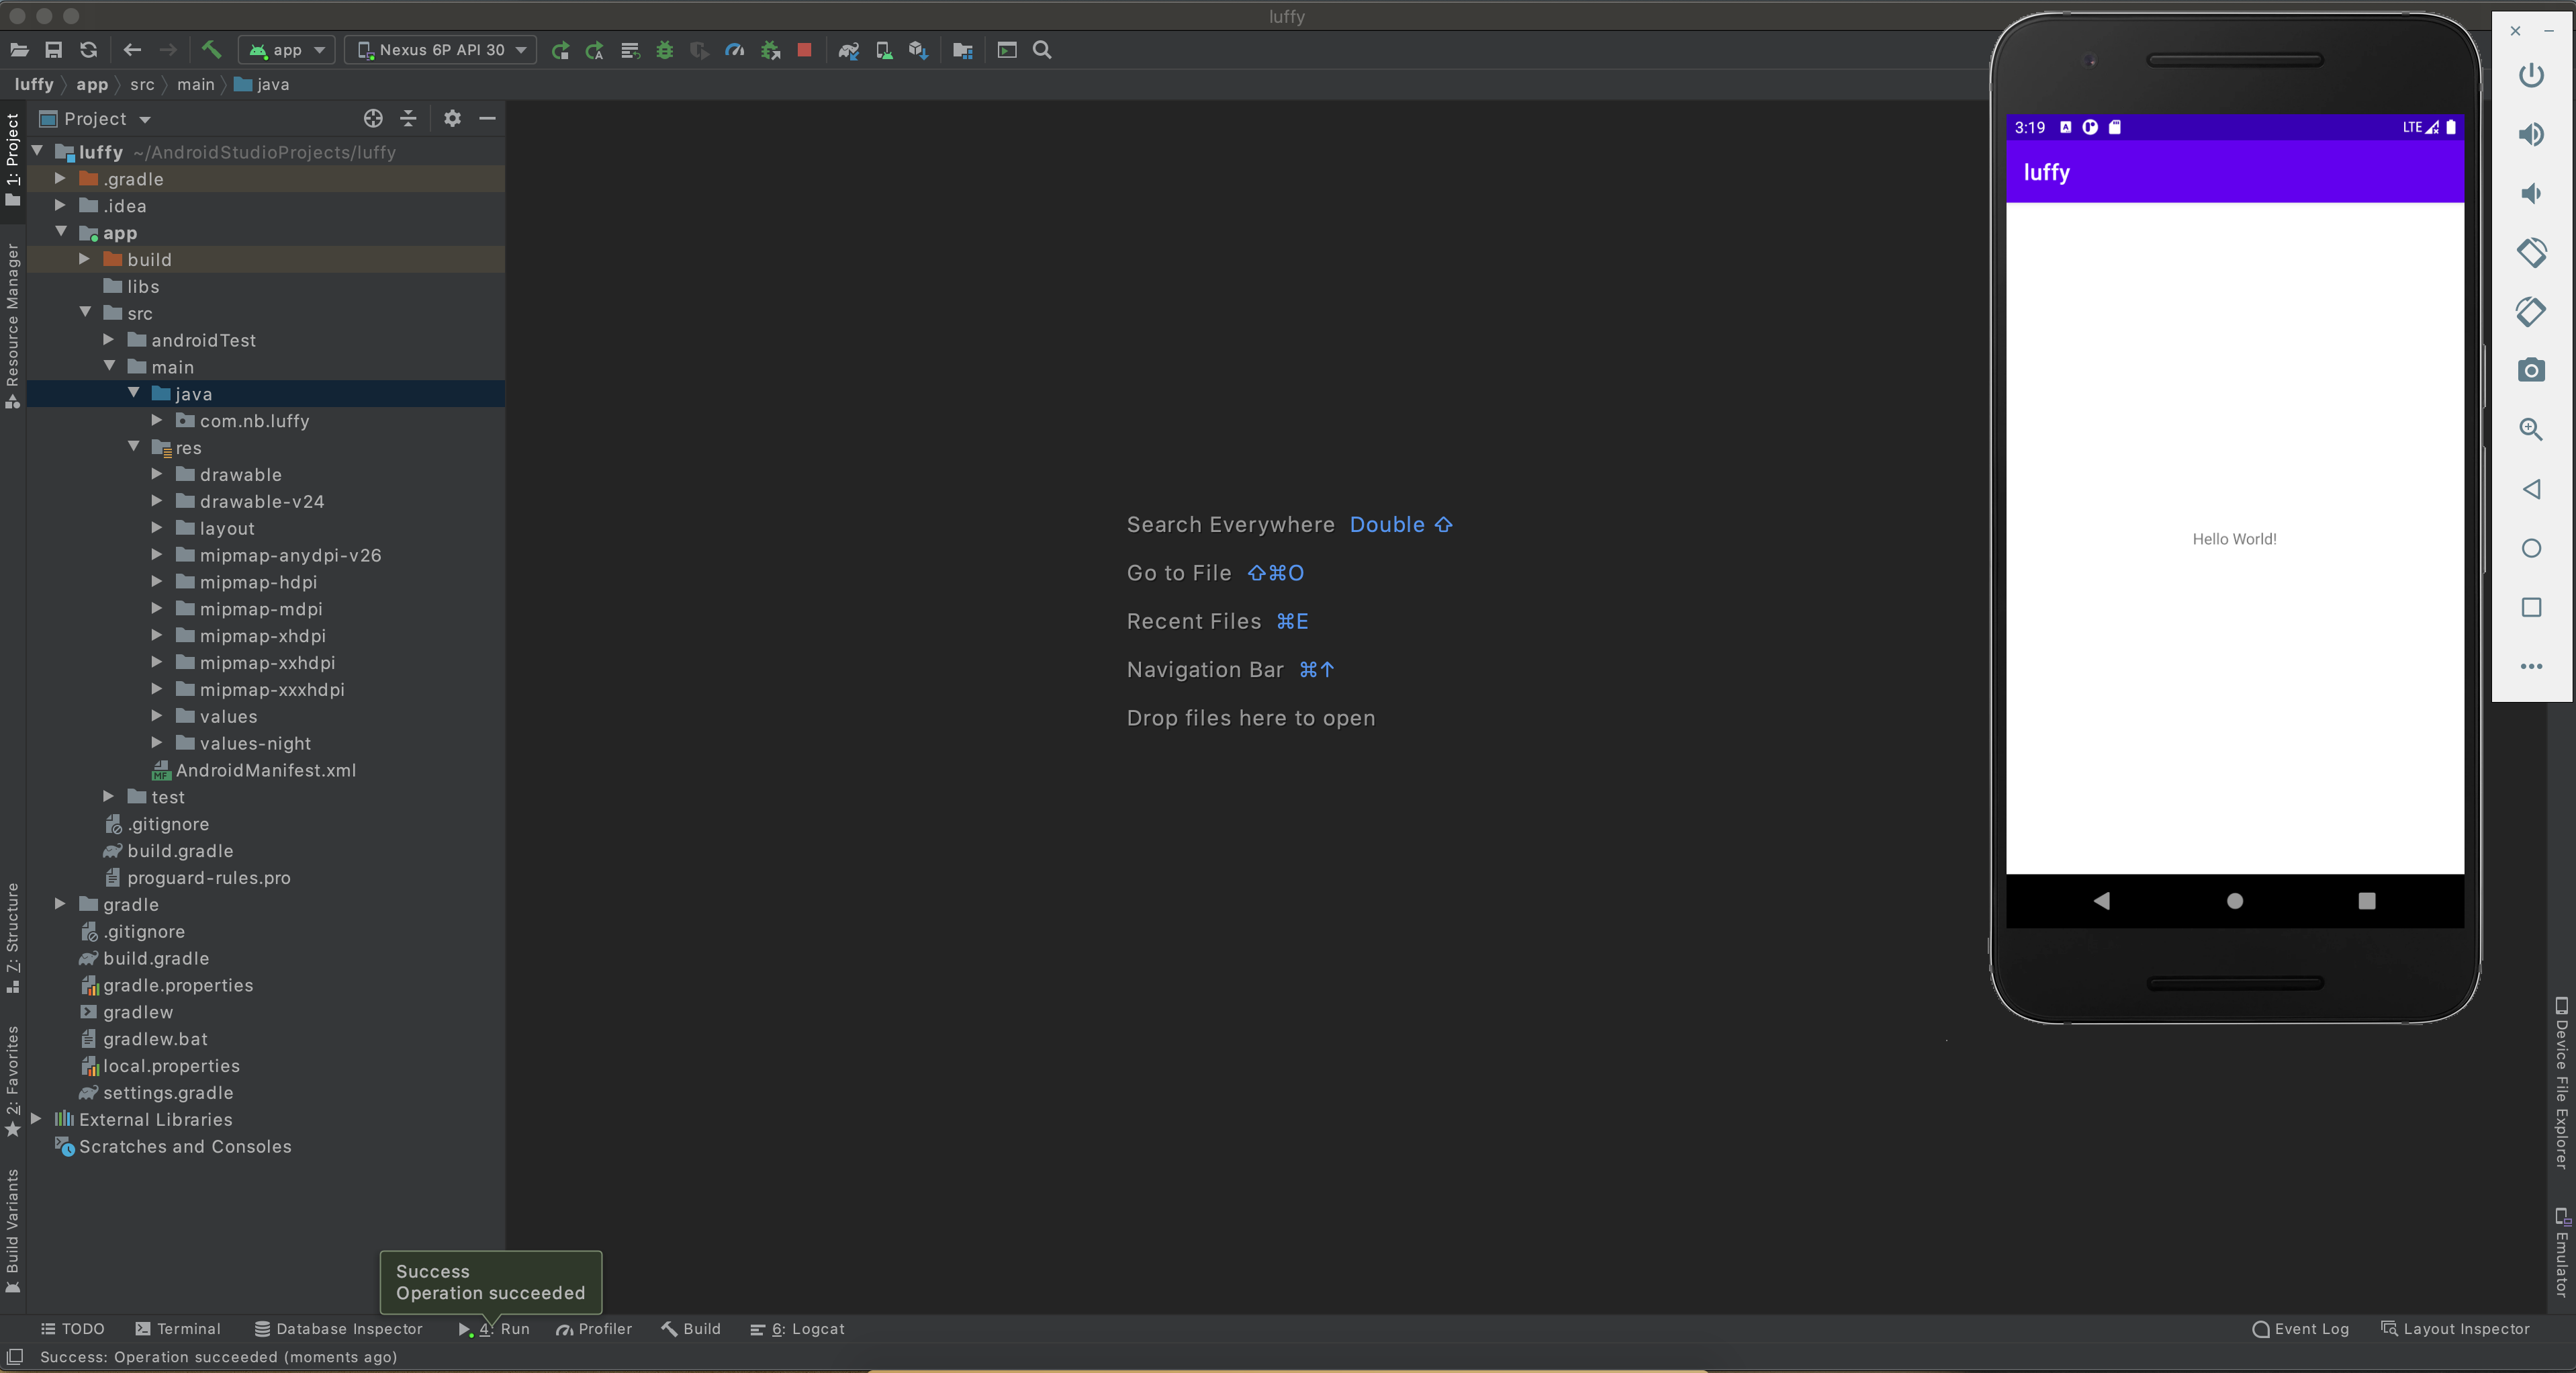 luffy
app
Nexus 6P API 30
luffy
app
src
main
java
Project
luffy ~/AndroidStudioProjects/luffy
.gradle
.idea
app
build
libs
src
androidTest
main
java
com.nb.luffy
res
drawable
drawable-v24
layout
mipmap-anydpi-v26
mipmap-hdpi
mipmap-mdpi
mipmap-xhdpi
mipmap-xxhdpi
mipmap-xxxhdpi
values
values-night
AndroidManifest.xml
test
.gitignore
build.gradle
proguard-rules.pro
gradle
.gitignore
build.gradle
gradle.properties
gradlew
gradlew.bat
local.properties
settings.gradle
External Libraries
Scratches and Consoles
1: Project
Resource Manager
Z: Structure
2: Favorites
Build Variants
Search Everywhere Double ⇧
Go to File ⇧⌘O
Recent Files ⌘E
Navigation Bar ⌘↑
Drop files here to open
3:19
LTE
luffy
Hello World!
Device File Explorer
Emulator
Success
Operation succeeded
TODO
Terminal
Database Inspector
4: Run
Profiler
Build
6: Logcat
Event Log
Layout Inspector
Success: Operation succeeded (moments ago)